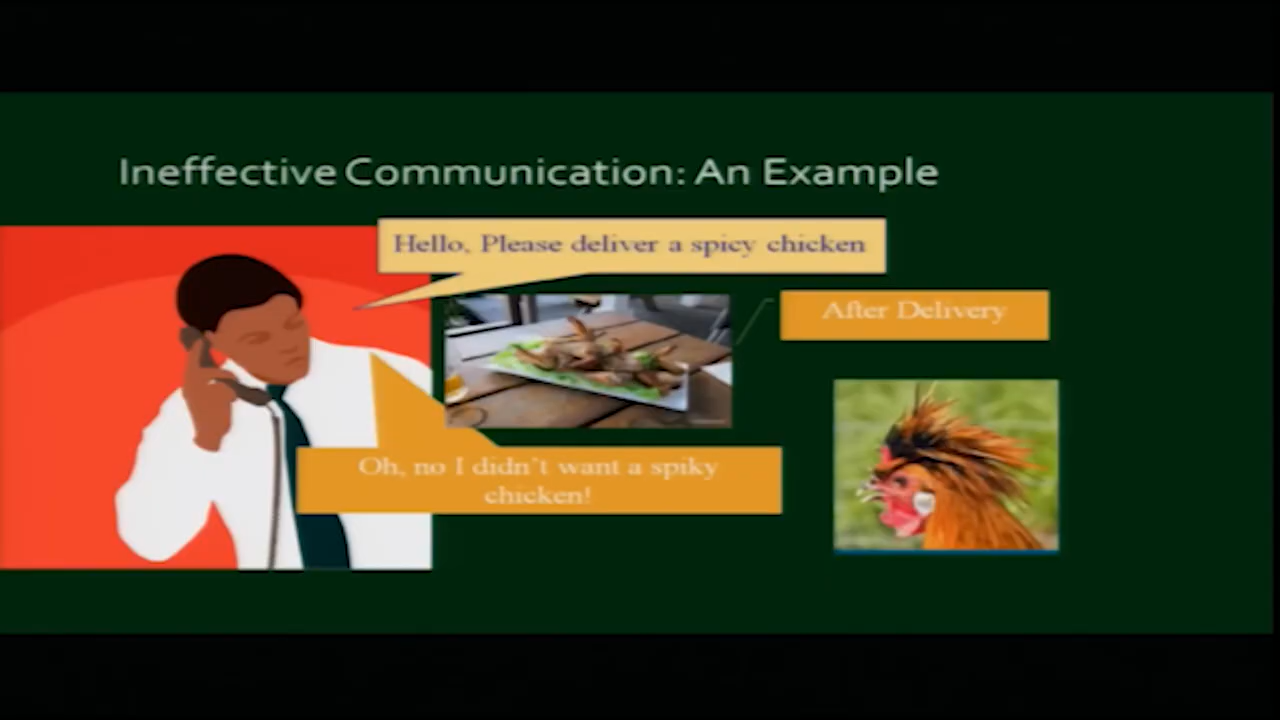 Ineffective Communication: An Example
Hello, Please deliver a spicy chicken
After Delivery
Oh, no I didn't want a spiky
chicken!